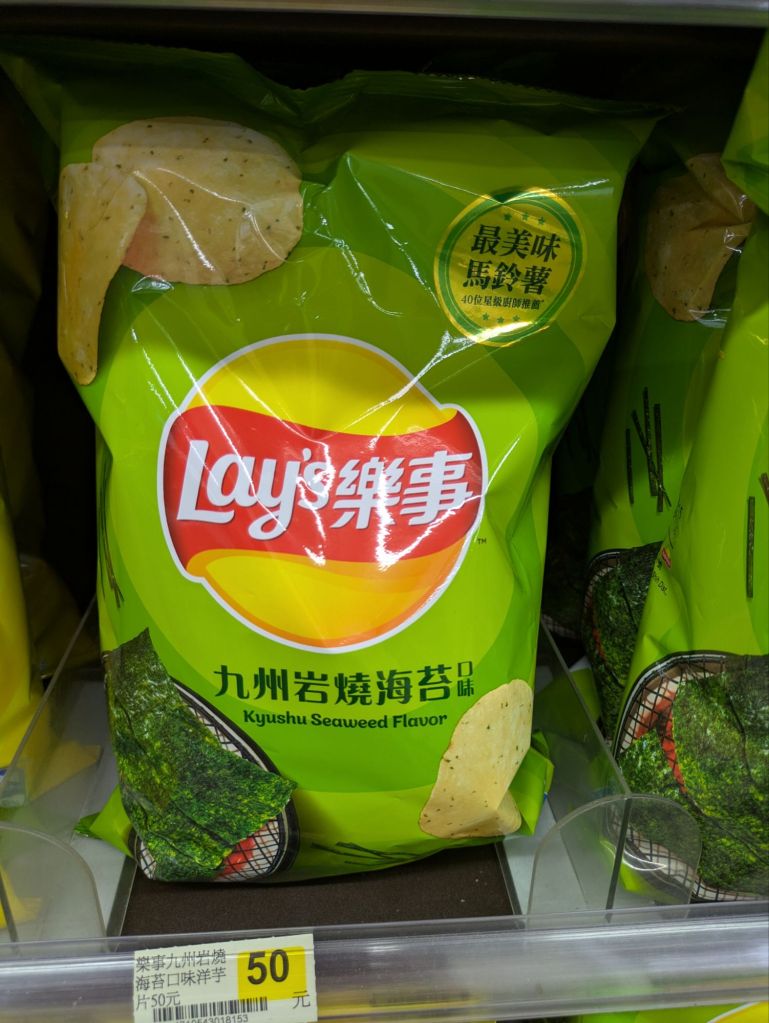 最美味
馬鈴薯
40位星級廚師推薦*
Lay's樂事
TM
九州岩燒海苔口味
Kyushu Seaweed Flavor
樂事九州岩燒
海苔口味洋芋
片50元
50
元